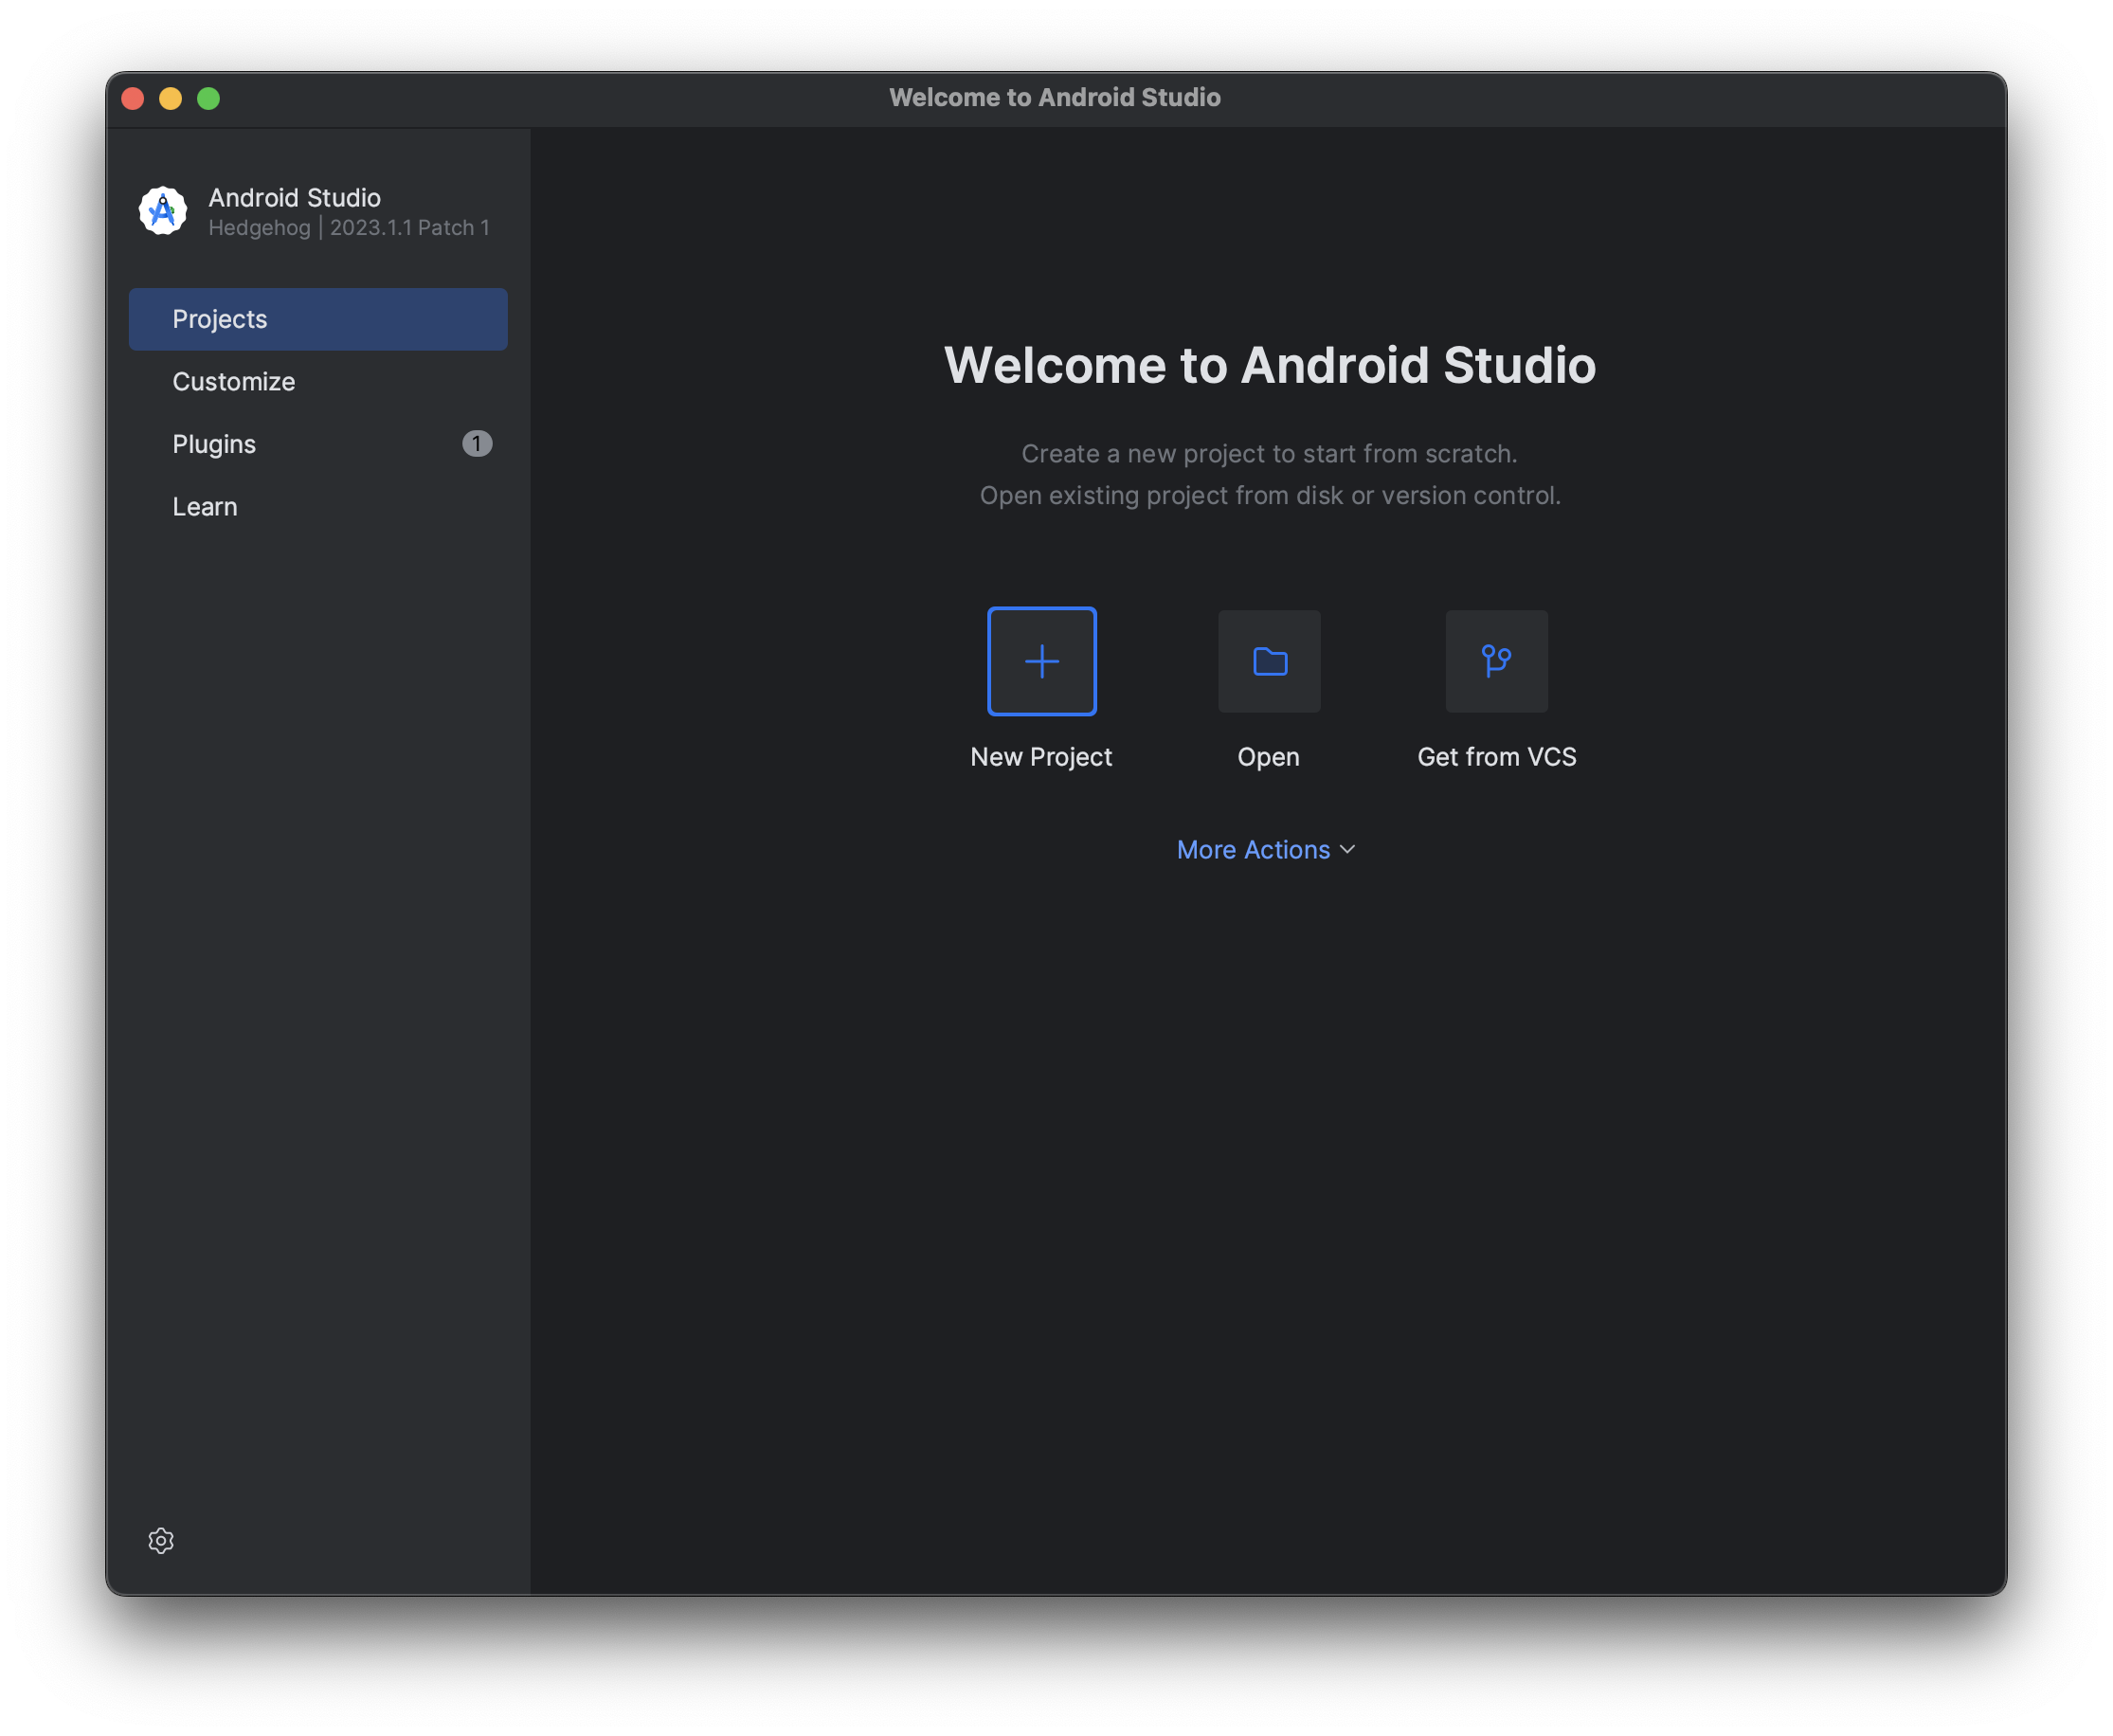 Welcome to Android Studio
Android Studio
Hedgehog | 2023.1.1 Patch 1
Projects
Customize
Plugins 1
Learn
Welcome to Android Studio
Create a new project to start from scratch.
Open existing project from disk or version control.
New Project
Open
Get from VCS
More Actions